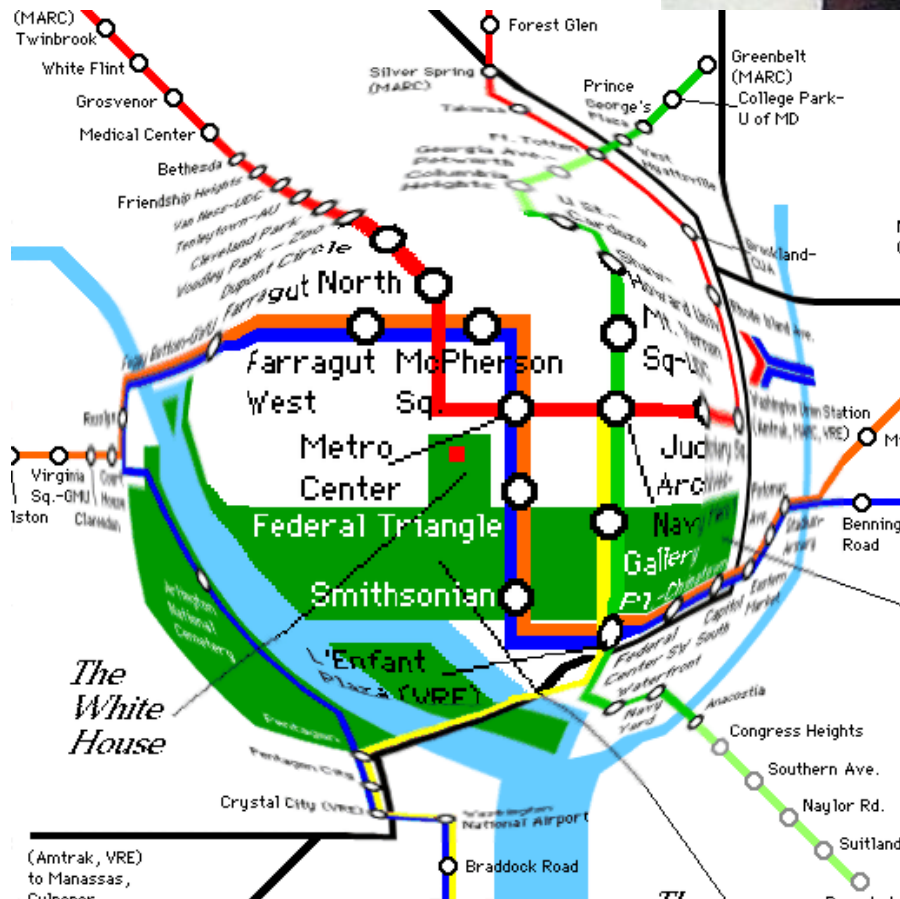 (MARC)
Twinbrook
White Flint
Grosvenor
Medical Center
Bethesda
Friendship Heights
Van Ness-UDC
Tenleytown-AU
Cleveland Park
Woodley Park - Zoo
Dupont Circle
Farragut North
Forest Glen
Silver Spring
(MARC)
Takoma
Ft. Totten
Georgia Ave.-
Petworth
Columbia
Heights
U St.-
Cardozo
Shaw-
Howard Univ
Mt. Vernon
Sq-UDC
Greenbelt
(MARC)
College Park-
U of MD
Prince
George's
Plaza
West
Hyattsville
Brookland-
CUA
Rhode Island Ave.
Washington Union Station
(Amtrak, MARC, VRE)
Foggy Bottom-GWU
Farragut
West
McPherson
Sq.
Metro
Center
Federal Triangle
Smithsonian
L'Enfant
Plaza (VRE)
Gallery
Pl-Chinatown
Judiciary Sq
Arc
Navy
Rosslyn
Court
House
Clarendon
Virginia
Sq.-GMU
lston
Arlington
National
Cemetery
Pentagon
Pentagon City
Crystal City (VRE)
Washington
National Airport
Braddock Road
(Amtrak, VRE)
to Manassas,
Culpeper
The
White
House
Federal
Center SW
Capitol
South
Eastern
Market
Potomac
Ave.
Stadium-
Armory
Benning
Road
M
Waterfront
Navy
Yard
Anacostia
Congress Heights
Southern Ave.
Naylor Rd.
Suitland
Th